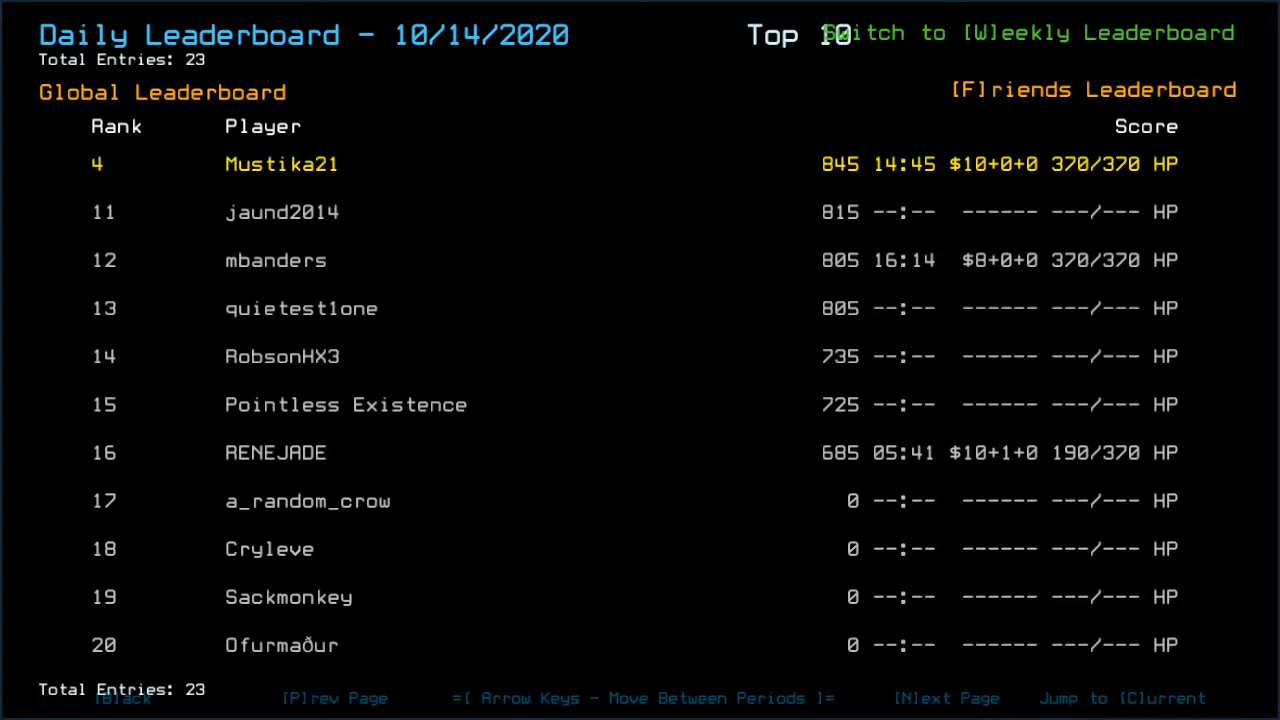 Daily Leaderboard - 10/14/2020 Top 10 Switch to [W]eekly Leaderboard
Total Entries: 23
Global Leaderboard [F]riends Leaderboard
Rank Player Score
4 Mustika21 845 14:45 $10+0+0 370/370 HP
11 jaund2014 815 --:-- ------ ---/--- HP
12 mbanders 805 16:14 $8+0+0 370/370 HP
13 quietest1one 805 --:-- ------ ---/--- HP
14 RobsonHX3 735 --:-- ------ ---/--- HP
15 Pointless Existence 725 --:-- ------ ---/--- HP
16 RENEJADE 685 05:41 $10+1+0 190/370 HP
17 a_random_crow 0 --:-- ------ ---/--- HP
18 Cryleve 0 --:-- ------ ---/--- HP
19 Sackmonkey 0 --:-- ------ ---/--- HP
20 Ofurmaður 0 --:-- ------ ---/--- HP
Total Entries: 23
[B]ack [P]rev Page =[ Arrow Keys - Move Between Periods ]= [N]ext Page Jump to [C]urrent